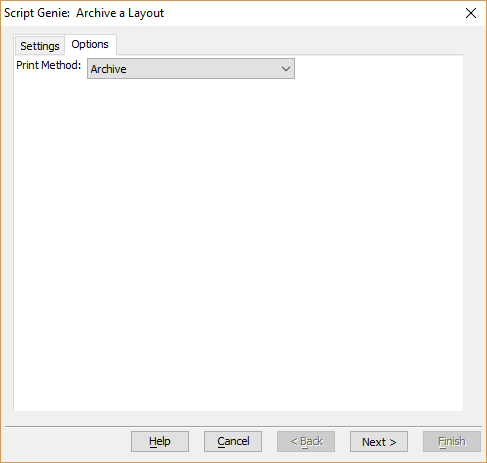 Script Genie: Archive a Layout
Settings Options
Print Method: Archive
Help Cancel < Back Next > Finish